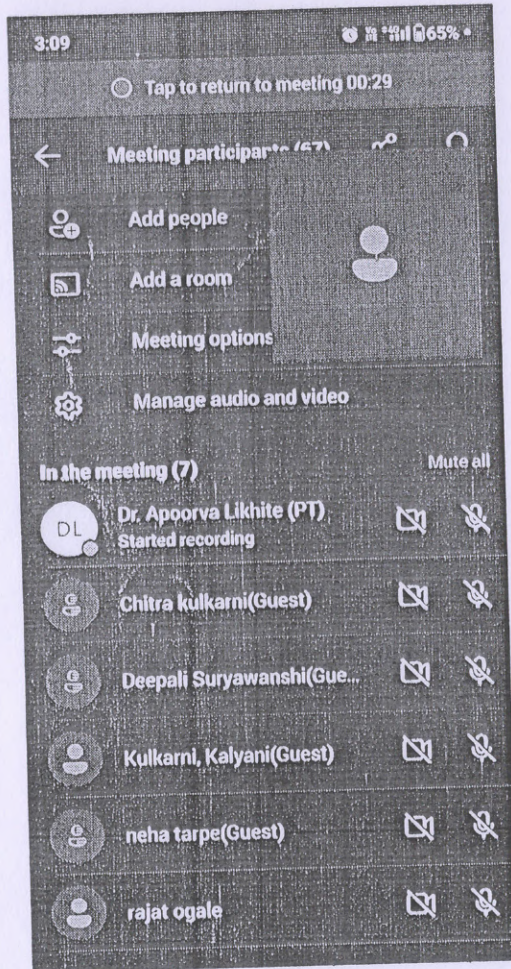 3:09 65%
Tap to return to meeting 00:29
Meeting participants (67)
Add people
Add a room
Meeting options
Manage audio and video
In the meeting (7) Mute all
DL Dr. Apoorva Likhite (PT)
Started recording
Chitra kulkarni(Guest)
Deepali Suryawanshi(Gue...
Kulkarni, Kalyani(Guest)
neha tarpe(Guest)
rajat ogale